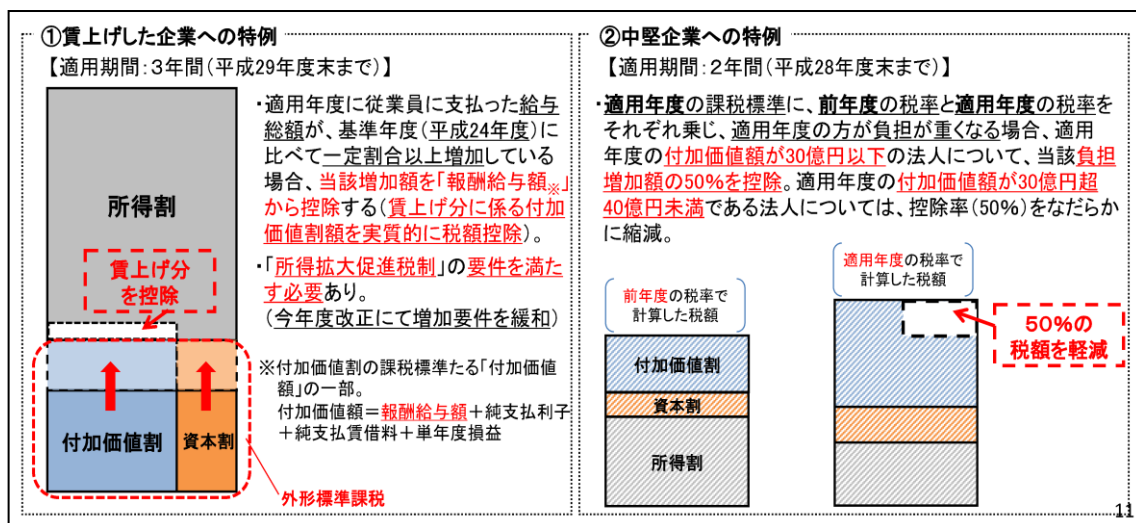 ①賃上げした企業への特例
【適用期間：３年間（平成29年度末まで）】
・適用年度に従業員に支払った給与
総額が、基準年度（平成24年度）に
比べて一定割合以上増加している
場合、当該増加額を「報酬給与額※」
から控除する（賃上げ分に係る付加
価値割額を実質的に税額控除）。
・「所得拡大促進税制」の要件を満た
す必要あり。
（今年度改正にて増加要件を緩和）
※付加価値割の課税標準たる「付加価値
額」の一部。
付加価値額＝報酬給与額＋純支払利子
＋純支払賃借料＋単年度損益
所得割
賃上げ分
を控除
付加価値割
資本割
外形標準課税
②中堅企業への特例
【適用期間：２年間（平成28年度末まで）】
・適用年度の課税標準に、前年度の税率と適用年度の税率を
それぞれ乗じ、適用年度の方が負担が重くなる場合、適用
年度の付加価値額が30億円以下の法人について、当該負担
増加額の50％を控除。適用年度の付加価値額が30億円超
40億円未満である法人については、控除率（50％）をなだらか
に縮減。
前年度の税率で
計算した税額
付加価値割
資本割
所得割
適用年度の税率で
計算した税額
５０％の
税額を軽減
11